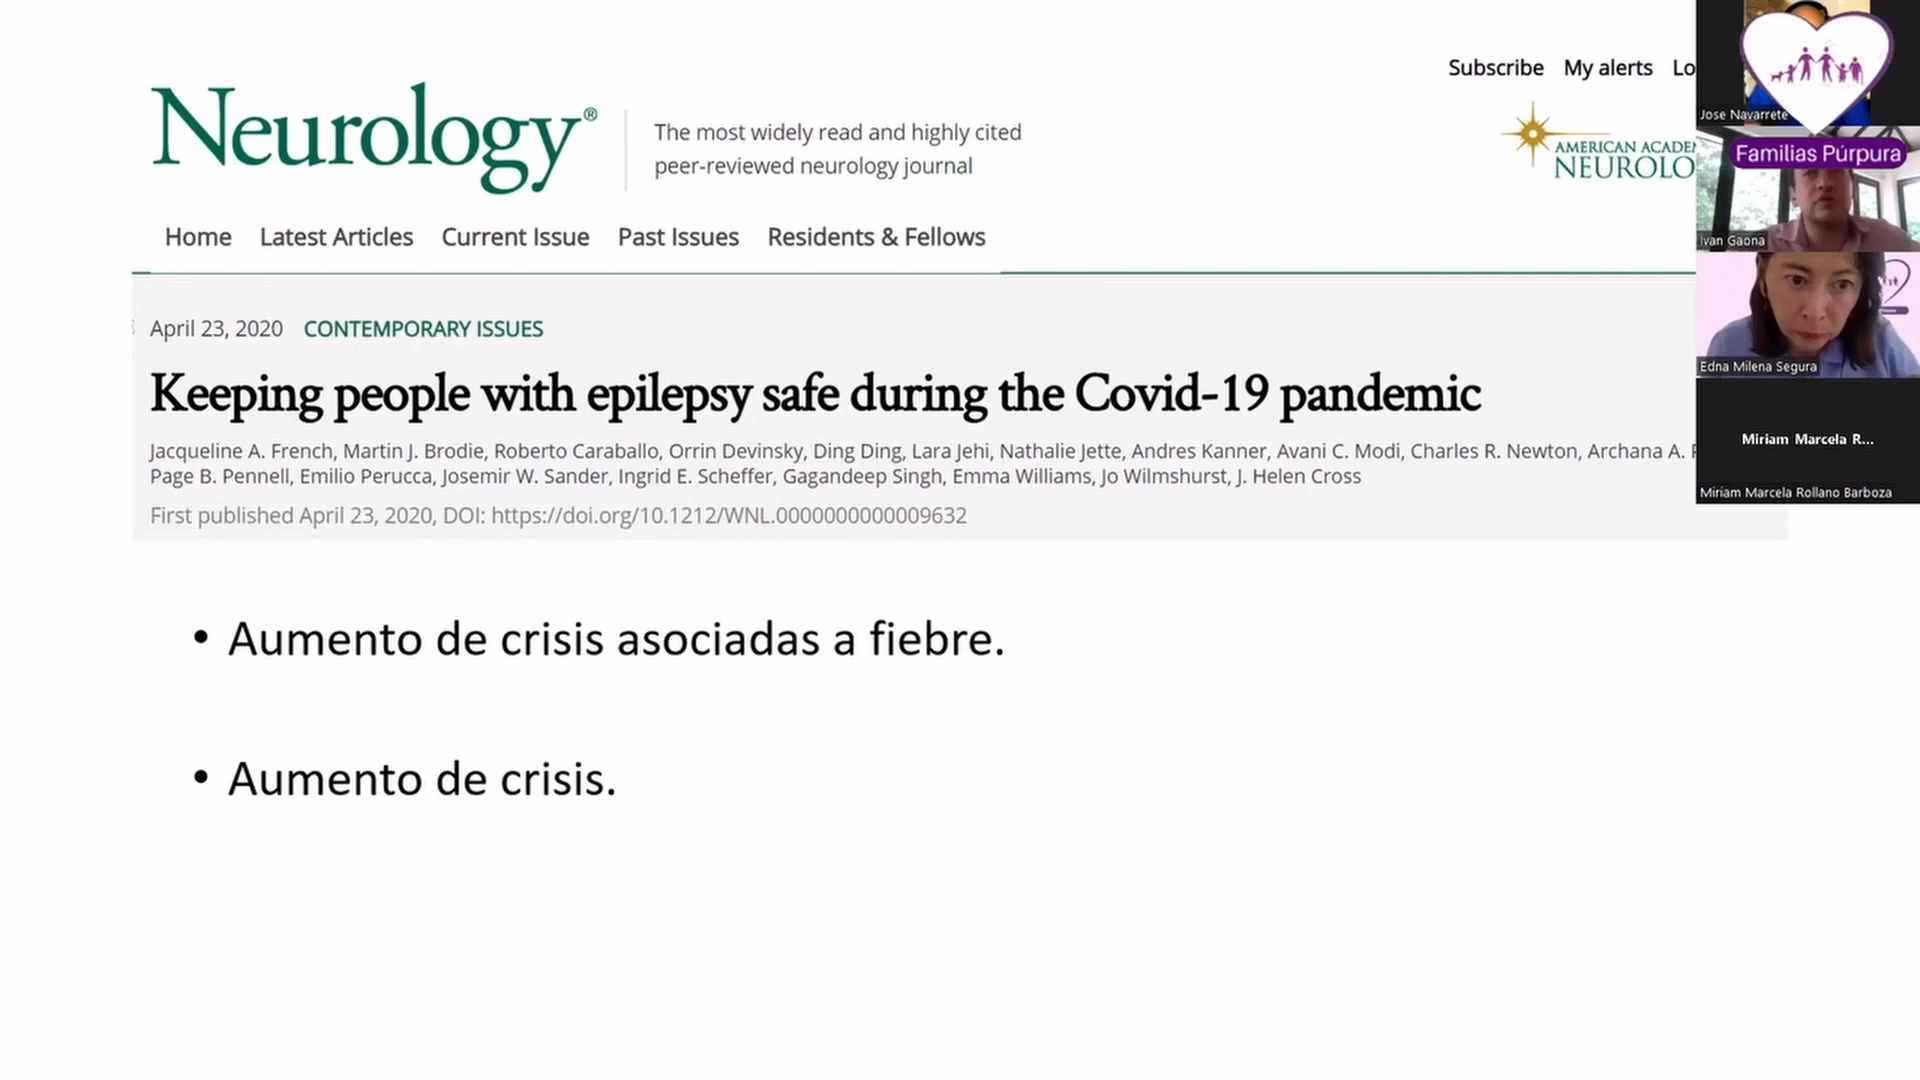 Subscribe My alerts Lo
Neurology®
The most widely read and highly cited
peer-reviewed neurology journal
AMERICAN ACADE
NEUROLO
Home Latest Articles Current Issue Past Issues Residents & Fellows
April 23, 2020 CONTEMPORARY ISSUES
Keeping people with epilepsy safe during the Covid-19 pandemic
Jacqueline A. French, Martin J. Brodie, Roberto Caraballo, Orrin Devinsky, Ding Ding, Lara Jehi, Nathalie Jette, Andres Kanner, Avani C. Modi, Charles R. Newton, Archana A.
Page B. Pennell, Emilio Perucca, Josemir W. Sander, Ingrid E. Scheffer, Gagandeep Singh, Emma Williams, Jo Wilmshurst, J. Helen Cross
First published April 23, 2020, DOI: https://doi.org/10.1212/WNL.0000000000009632
• Aumento de crisis asociadas a fiebre.
• Aumento de crisis.
Jose Navarrete
Familias Púrpura
Ivan Gaona
Edna Milena Segura
Miriam Marcela R...
Miriam Marcela Rollano Barboza